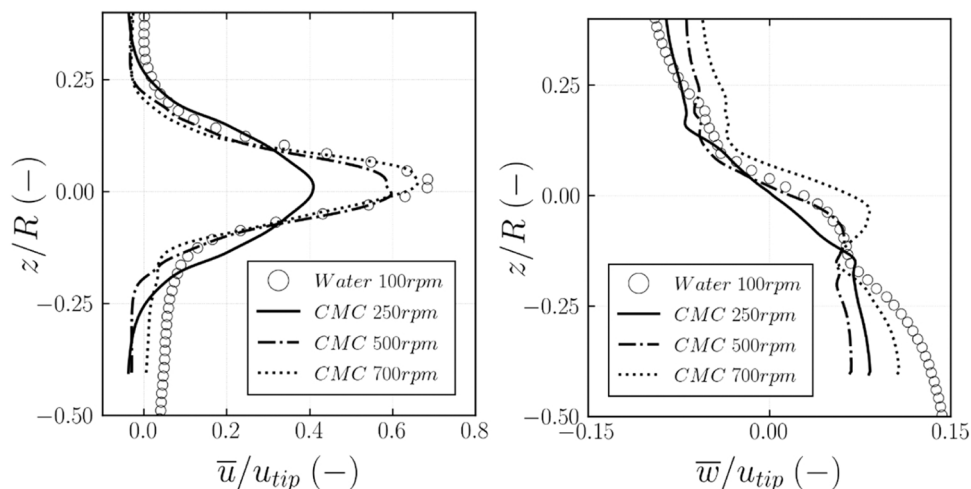 0.25
0.00
−0.25
−0.50
z/R (−)
Water 100rpm
CMC 250rpm
CMC 500rpm
CMC 700rpm
0.0 0.2 0.4 0.6 0.8
u̅/u_tip (−)
0.25
0.00
−0.25
−0.50
z/R (−)
Water 100rpm
CMC 250rpm
CMC 500rpm
CMC 700rpm
−0.15 0.00 0.15
w̅/u_tip (−)